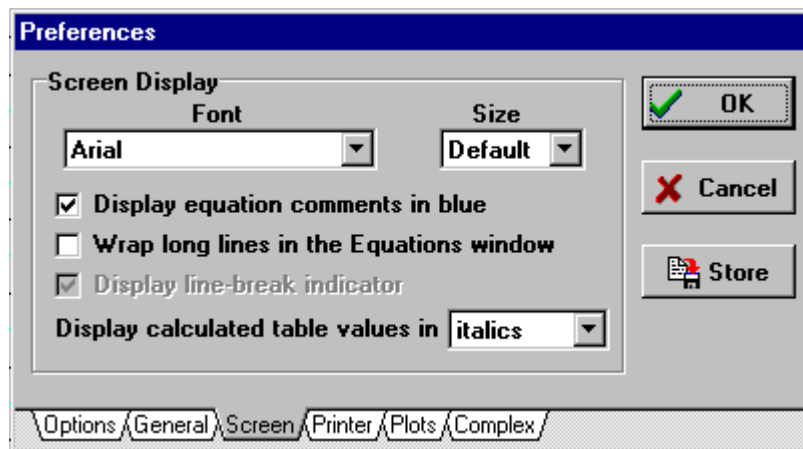 Preferences
Screen Display
Font Size
Arial Default
Display equation comments in blue
Wrap long lines in the Equations window
Display line-break indicator
Display calculated table values in italics
OK
Cancel
Store
Options General Screen Printer Plots Complex